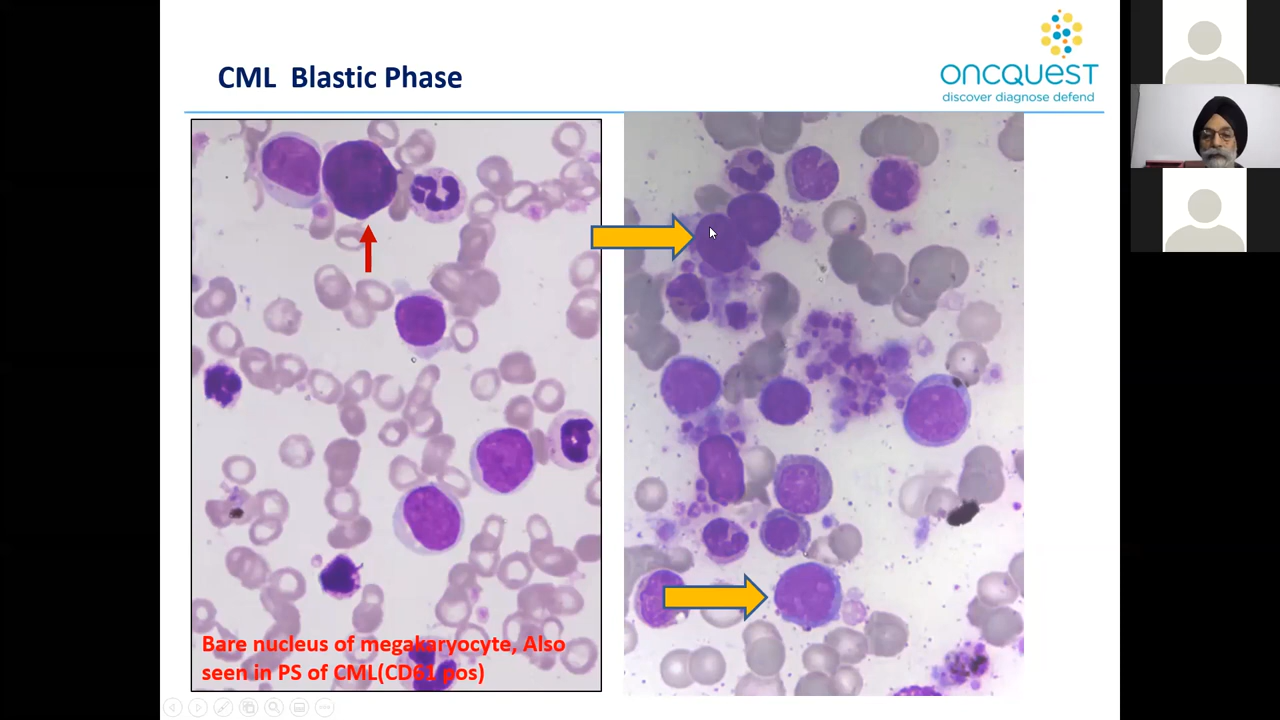 CML  Blastic Phase
oncquest
discover diagnose defend
Bare nucleus of megakaryocyte, Also
seen in PS of CML(CD61 pos)